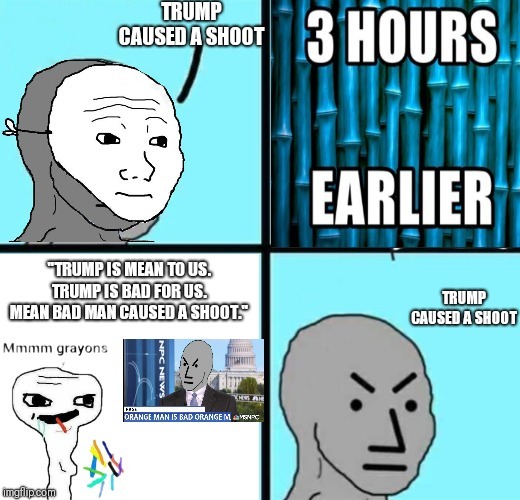 TRUMP
CAUSED A SHOOT
3 HOURS
EARLIER
"TRUMP IS MEAN TO US.
TRUMP IS BAD FOR US.
MEAN BAD MAN CAUSED A SHOOT."
Mmmm grayons
NPC NEWS
ORANGE MAN IS BAD ORANGE M
MSNPC
TRUMP
CAUSED A SHOOT
imgflip.com